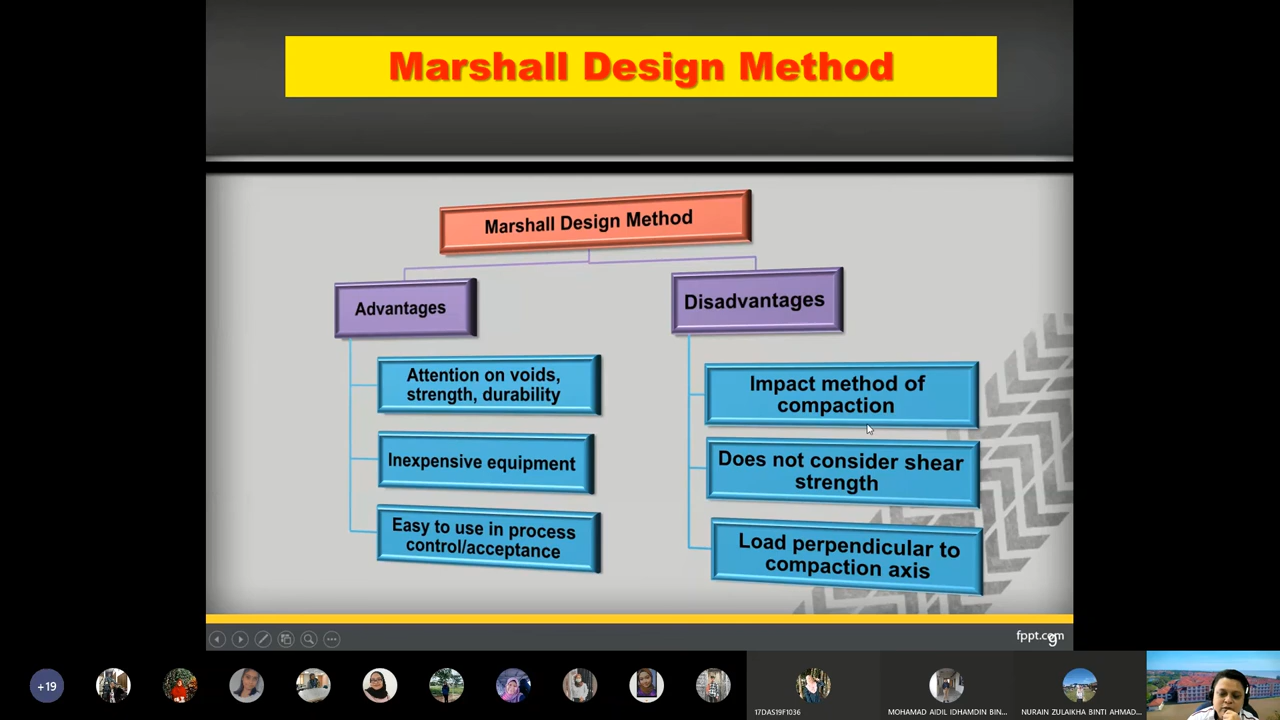 Marshall Design Method
Marshall Design Method
Advantages
Disadvantages
Attention on voids,
strength, durability
Impact method of
compaction
Inexpensive equipment
Does not consider shear
strength
Easy to use in process
control/acceptance
Load perpendicular to
compaction axis
fppt.com
9
+19
17DAS19F1036
MOHAMAD AIDIL IDHAMDIN BIN...
NURAIN ZULAIKHA BINTI AHMAD...